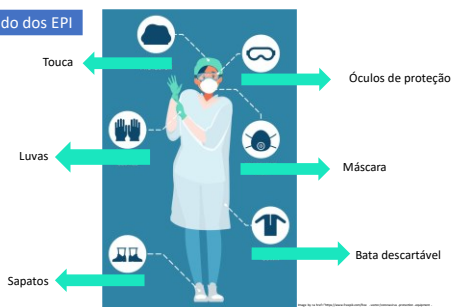 do dos EPI
Touca
Óculos de proteção
Luvas
Máscara
Bata descartável
Sapatos